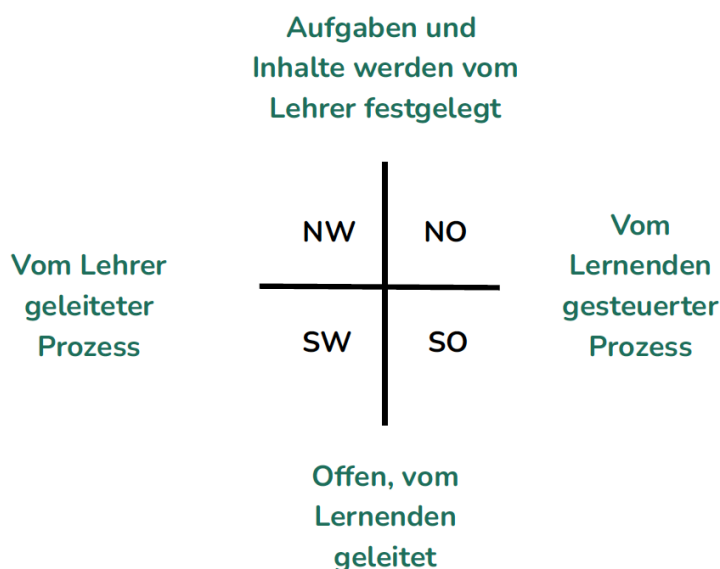 Aufgaben und
Inhalte werden vom
Lehrer festgelegt
NW
NO
Vom Lehrer
geleiteter
Prozess
Vom
Lernenden
gesteuerter
Prozess
SW
SO
Offen, vom
Lernenden
geleitet